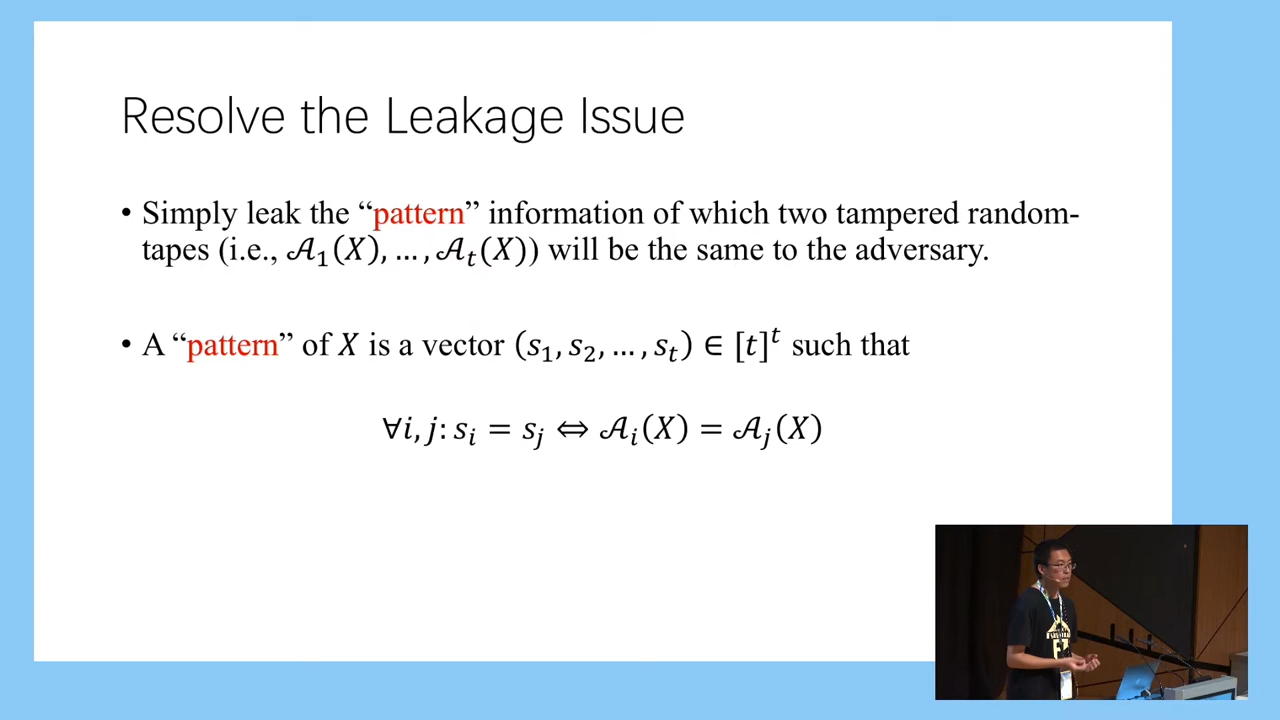 Resolve the Leakage Issue
• Simply leak the “pattern” information of which two tampered random-
tapes (i.e., 𝒜₁(𝑋), … , 𝒜ₜ(𝑋)) will be the same to the adversary.
• A “pattern” of 𝑋 is a vector (𝑠₁, 𝑠₂, … , 𝑠ₜ) ∈ [𝑡]ᵗ such that
∀𝑖, 𝑗: 𝑠ᵢ = 𝑠ⱼ ⇔ 𝒜ᵢ(𝑋) = 𝒜ⱼ(𝑋)